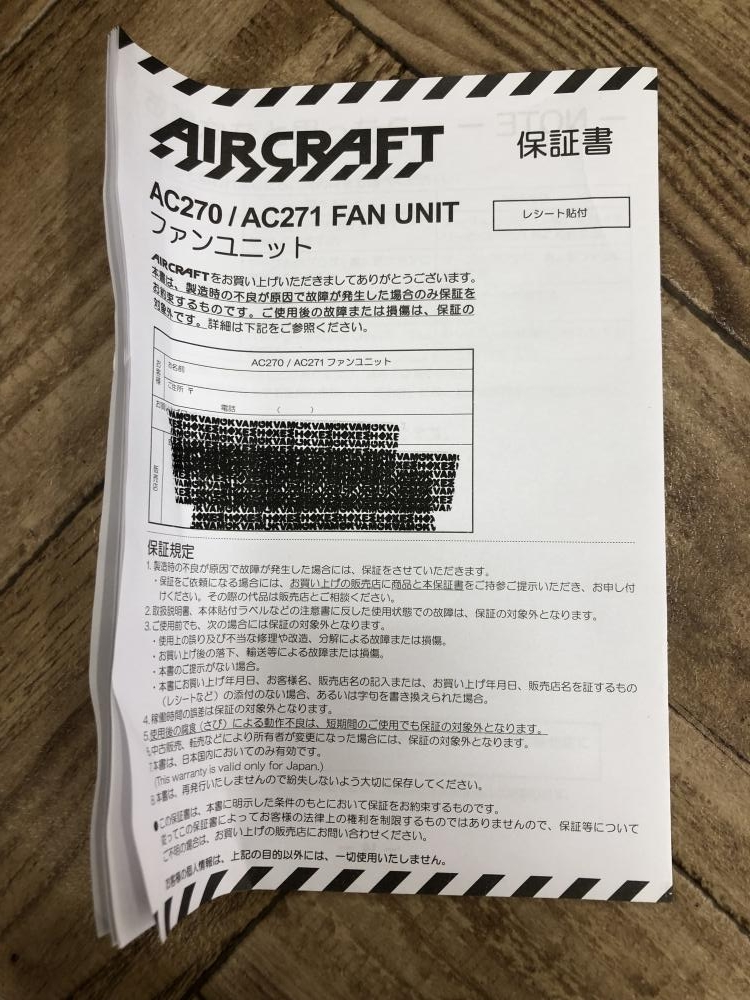 AIRCRAFT
保証書
AC270 / AC271 FAN UNIT
ファンユニット
レシート貼付
AIRCRAFTをお買い上げいただきましてありがとうございます。
本書は、製造時の不良が原因で故障が発生した場合のみ保証を
お約束するものです。ご使用後の故障または損傷は、保証の
対象外です。詳細は下記をご参照ください。
AC270 / AC271 ファンユニット
お客様
お名前
ご住所 〒
電話 ( )
お買
販売店
保証規定
1. 製造時の不良が原因で故障が発生した場合には、保証をさせていただきます。
・保証をご依頼になる場合には、お買い上げの販売店に商品と本保証書をご持参ご提示いただき、お申し付
けください。その際の代品は販売店とご相談ください。
2. 取扱説明書、本体貼付ラベルなどの注意書に反した使用状態での故障は、保証の対象外となります。
3. ご使用前でも、次の場合には保証の対象外となります。
・使用上の誤り及び不当な修理や改造、分解による故障または損傷。
・お買い上げ後の落下、輸送等による故障または損傷。
・本書のご提示がない場合。
・本書にお買い上げ年月日、お客様名、販売店名の記入または、お買い上げ年月日、販売店名を証するもの
(レシートなど)の添付のない場合、あるいは字句を書き換えられた場合。
4. 稼働時間の誤差は保証の対象外となります。
5. 使用後の腐食(さび)による動作不良は、短期間のご使用でも保証の対象外となります。
6. 中古販売、転売などにより所有者が変更になった場合には、保証の対象外となります。
7. 本書は、日本国内においてのみ有効です。
(This warranty is valid only for Japan.)
8. 本書は、再発行いたしませんので紛失しないよう大切に保存してください。
●この保証書は、本書に明示した条件のもとにおいて保証をお約束するものです。
従ってこの保証書によってお客様の法律上の権利を制限するものではありませんので、保証等について
ご不明の場合は、お買い上げの販売店にお問い合わせください。
お客様の個人情報は、上記の目的以外には、一切使用いたしません。